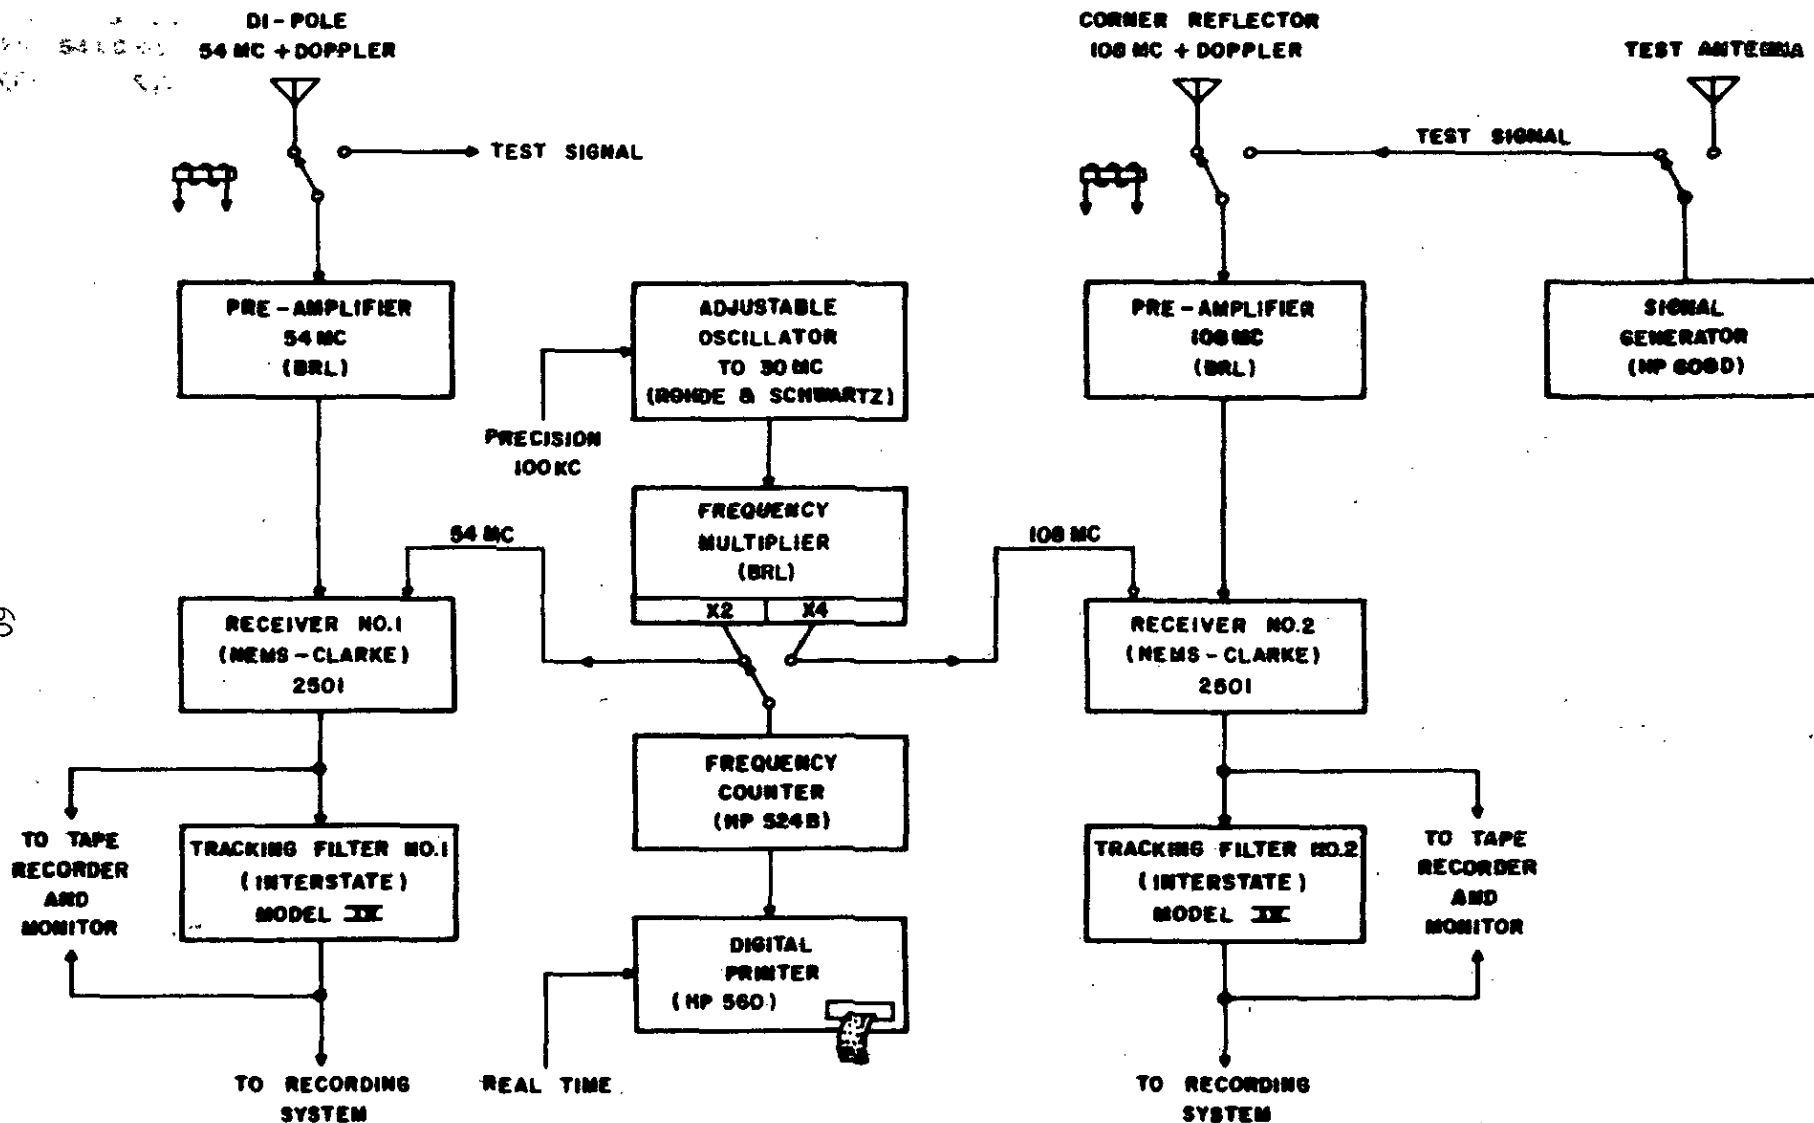 DI-POLE
54 MC + DOPPLER
CORNER REFLECTOR
108 MC + DOPPLER
TEST ANTENNA
TEST SIGNAL
TEST SIGNAL
PRE-AMPLIFIER
54 MC
(BRL)
ADJUSTABLE
OSCILLATOR
TO 30 MC
(ROHDE & SCHWARTZ)
PRE-AMPLIFIER
108 MC
(BRL)
SIGNAL
GENERATOR
(HP 608D)
PRECISION
100 KC
FREQUENCY
MULTIPLIER
(BRL)
X2
X4
54 MC
108 MC
RECEIVER NO.1
(NEMS-CLARKE)
2501
RECEIVER NO.2
(NEMS-CLARKE)
2501
FREQUENCY
COUNTER
(HP 524B)
TO TAPE
RECORDER
AND
MONITOR
TRACKING FILTER NO.1
(INTERSTATE)
MODEL IV
TRACKING FILTER NO.2
(INTERSTATE)
MODEL IV
TO TAPE
RECORDER
AND
MONITOR
DIGITAL
PRINTER
(HP 560)
REAL TIME
TO RECORDING
SYSTEM
TO RECORDING
SYSTEM